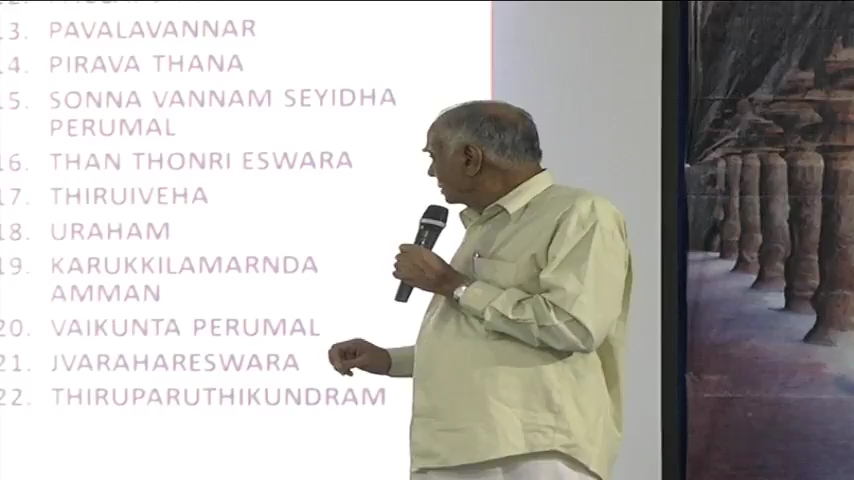 13. PAVALAVANNAR
14. PIRAVA THANA
15. SONNA VANNAM SEYIDHA
PERUMAL
16. THAN THONRI ESWARA
17. THIRUIVEHA
18. URAHAM
19. KARUKKILAMARNDA
AMMAN
20. VAIKUNTA PERUMAL
21. JVARAHARESWARA
22. THIRUPARUTHIKUNDRAM